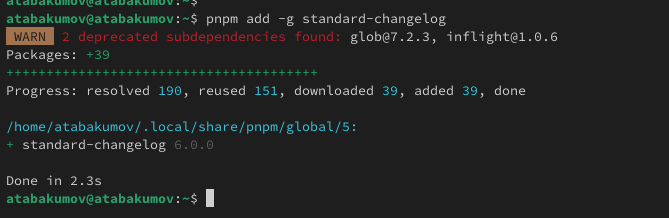 atabakumov@atabakumov:~$
atabakumov@atabakumov:~$ pnpm add -g standard-changelog
WARN 2 deprecated subdependencies found: glob@7.2.3, inflight@1.0.6
Packages: +39
+++++++++++++++++++++++++++++++++++++++
Progress: resolved 190, reused 151, downloaded 39, added 39, done
/home/atabakumov/.local/share/pnpm/global/5:
+ standard-changelog 6.0.0
Done in 2.3s
atabakumov@atabakumov:~$